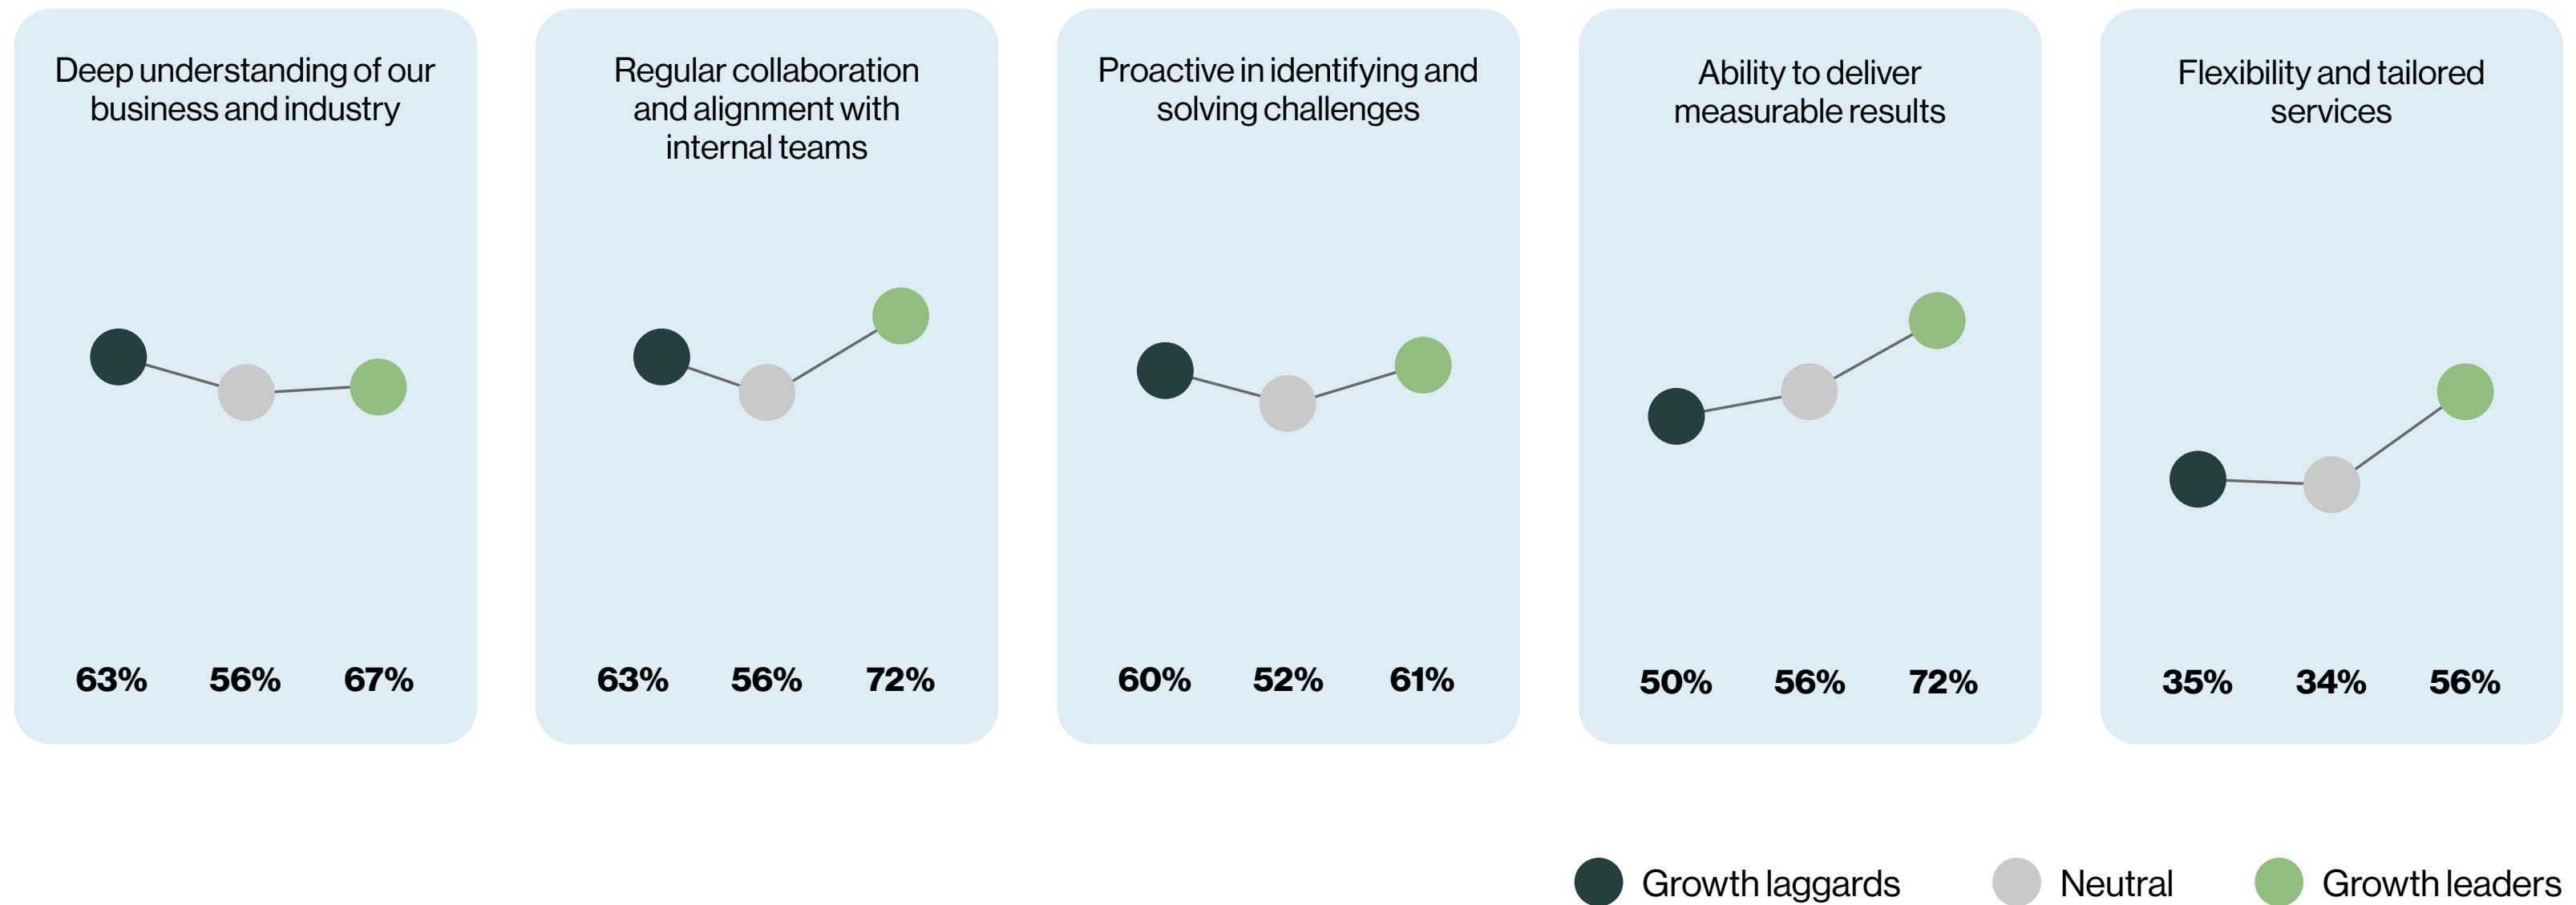 Deep understanding of our
business and industry
63% 56% 67%
Regular collaboration
and alignment with
internal teams
63% 56% 72%
Proactive in identifying and
solving challenges
60% 52% 61%
Ability to deliver
measurable results
50% 56% 72%
Flexibility and tailored
services
35% 34% 56%
Growth laggards
Neutral
Growth leaders